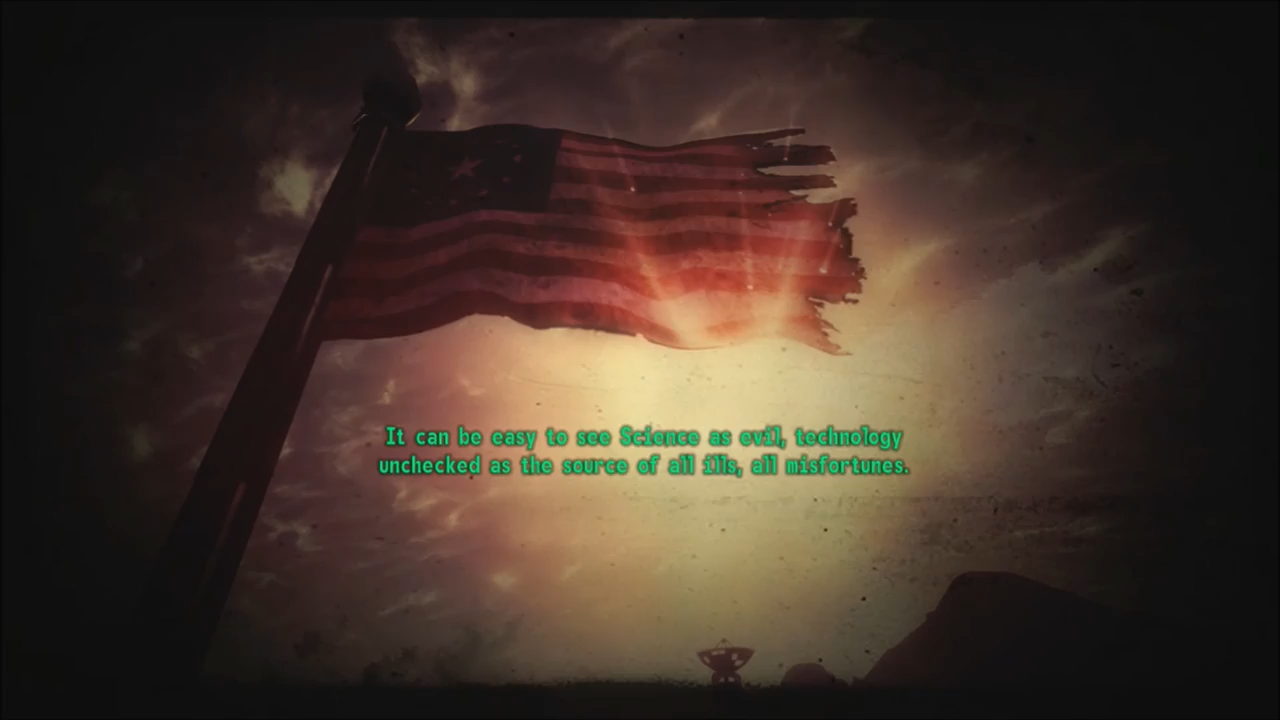 It can be easy to see Science as evil, technology
unchecked as the source of all ills, all misfortunes.